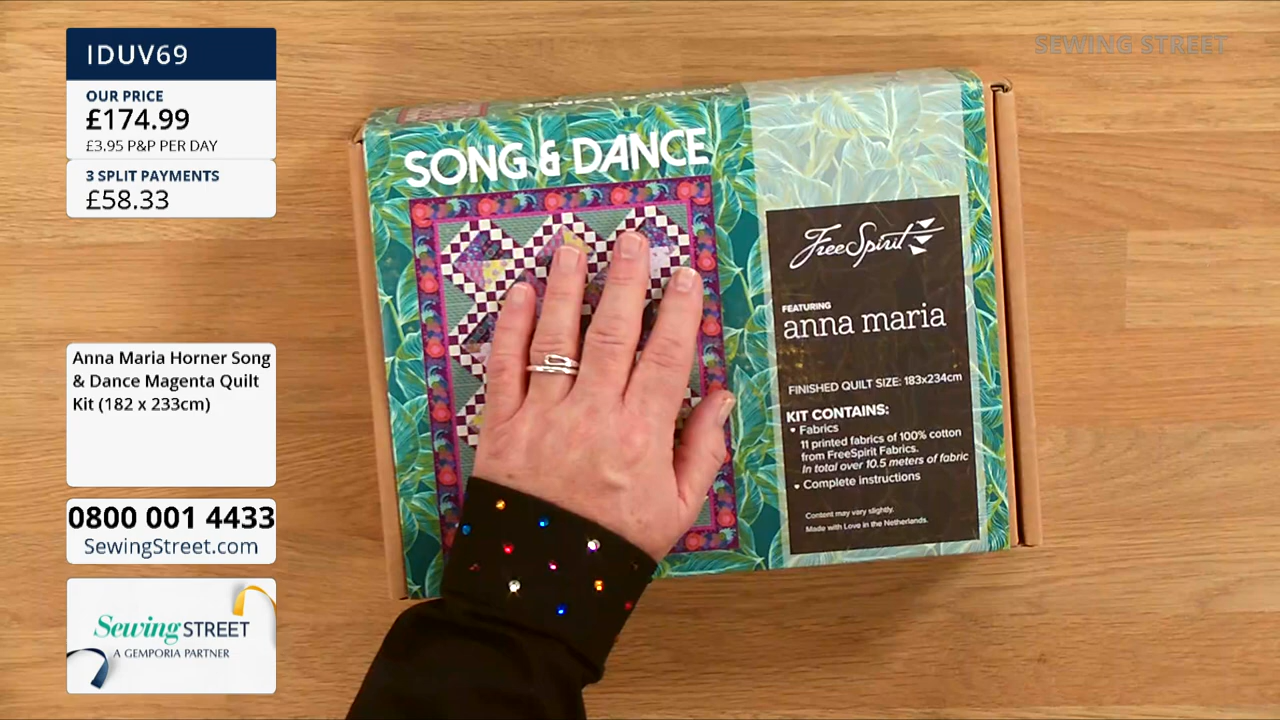 IDUV69
OUR PRICE
£174.99
£3.95 P&P PER DAY
3 SPLIT PAYMENTS
£58.33
Anna Maria Horner Song
& Dance Magenta Quilt
Kit (182 x 233cm)
0800 001 4433
SewingStreet.com
Sewing STREET
A GEMPORIA PARTNER
SEWING STREET
SONG & DANCE
FreeSpirit
FEATURING
anna maria
FINISHED QUILT SIZE: 183x234cm
KIT CONTAINS:
• Fabrics
11 printed fabrics of 100% cotton
from FreeSpirit Fabrics.
In total over 10.5 meters of fabric
• Complete instructions
Content may vary slightly.
Made with Love in the Netherlands.